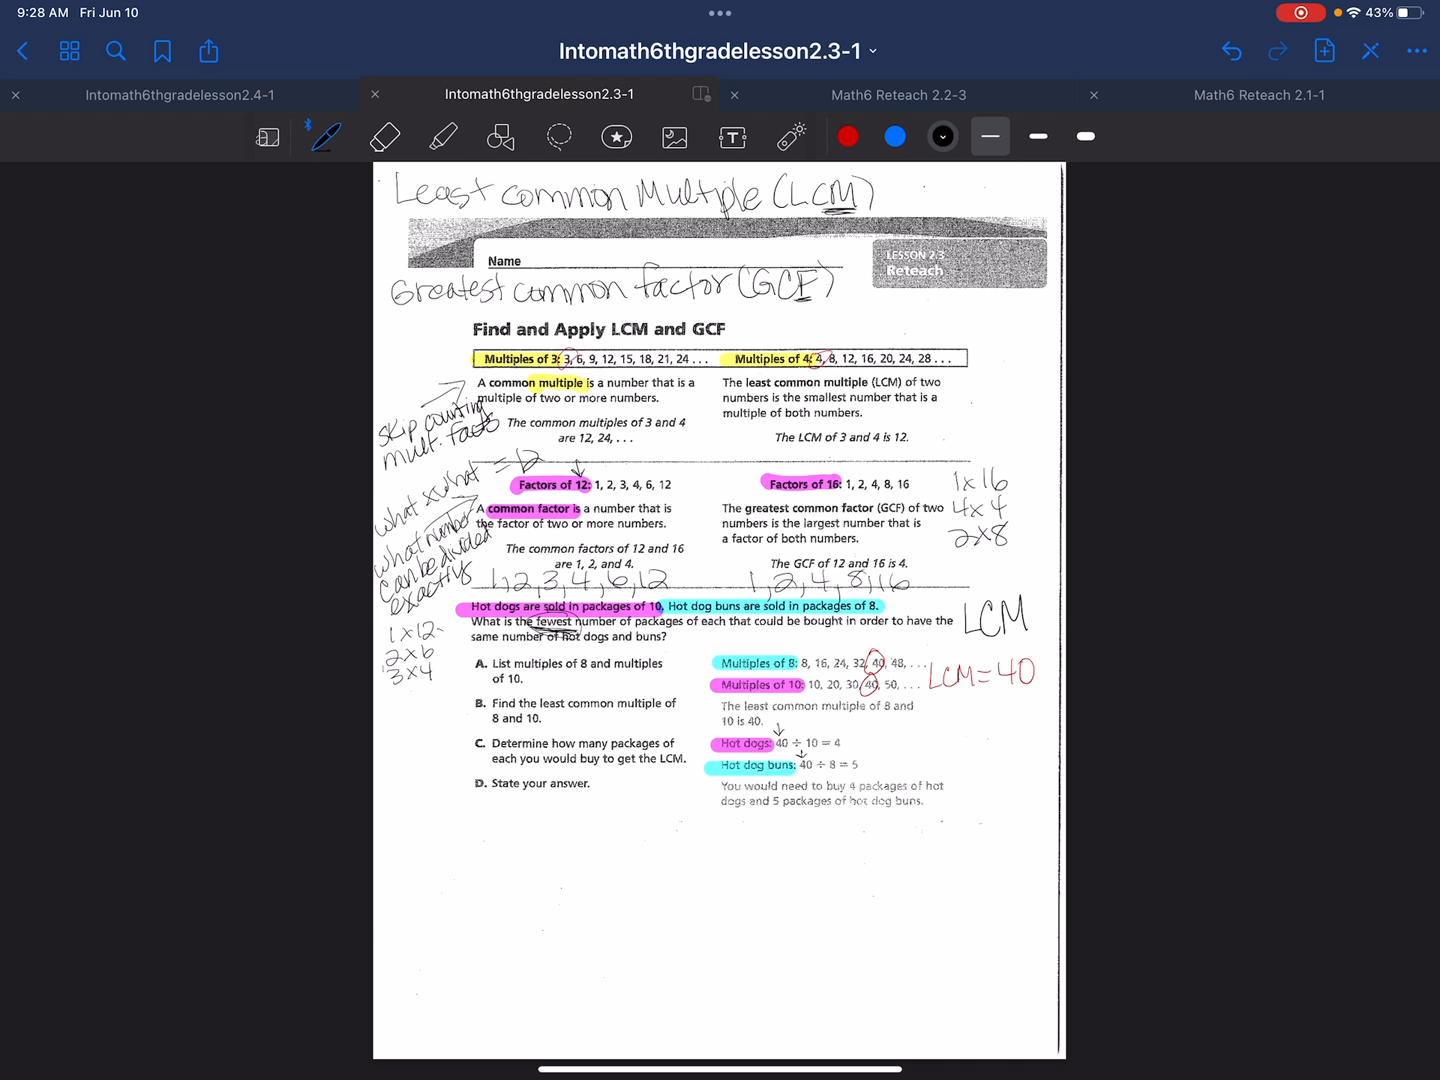 9:28 AM Fri Jun 10
43%
Intomath6thgradelesson2.3-1
Intomath6thgradelesson2.4-1
Intomath6thgradelesson2.3-1
Math6 Reteach 2.2-3
Math6 Reteach 2.1-1
Least common Multiple (LCM)
LESSON 2.3
Reteach
Name
Greatest common factor (GCF)
Find and Apply LCM and GCF
Multiples of 3: 3, 6, 9, 12, 15, 18, 21, 24 . . . Multiples of 4: 4, 8, 12, 16, 20, 24, 28 . . .
A common multiple is a number that is a
multiple of two or more numbers.
The common multiples of 3 and 4
are 12, 24, . . .
The least common multiple (LCM) of two
numbers is the smallest number that is a
multiple of both numbers.
The LCM of 3 and 4 is 12.
skip counting
mult. facts
what x what = 12
Factors of 12: 1, 2, 3, 4, 6, 12
A common factor is a number that is
the factor of two or more numbers.
The common factors of 12 and 16
are 1, 2, and 4.
1, 2, 3, 4, 6, 12
Factors of 16: 1, 2, 4, 8, 16
The greatest common factor (GCF) of two
numbers is the largest number that is
a factor of both numbers.
The GCF of 12 and 16 is 4.
1, 2, 4, 8, 16
1x16
4x4
2x8
what number
can be divided
exactly
1x12
2x6
3x4
Hot dogs are sold in packages of 10. Hot dog buns are sold in packages of 8.
What is the fewest number of packages of each that could be bought in order to have the
same number of hot dogs and buns?
LCM
A. List multiples of 8 and multiples
of 10.
Multiples of 8: 8, 16, 24, 32, 40, 48, . . .
Multiples of 10: 10, 20, 30, 40, 50, . . .
LCM=40
B. Find the least common multiple of
8 and 10.
The least common multiple of 8 and
10 is 40.
C. Determine how many packages of
each you would buy to get the LCM.
Hot dogs: 40 ÷ 10 = 4
Hot dog buns: 40 ÷ 8 = 5
D. State your answer.
You would need to buy 4 packages of hot
dogs and 5 packages of hot dog buns.